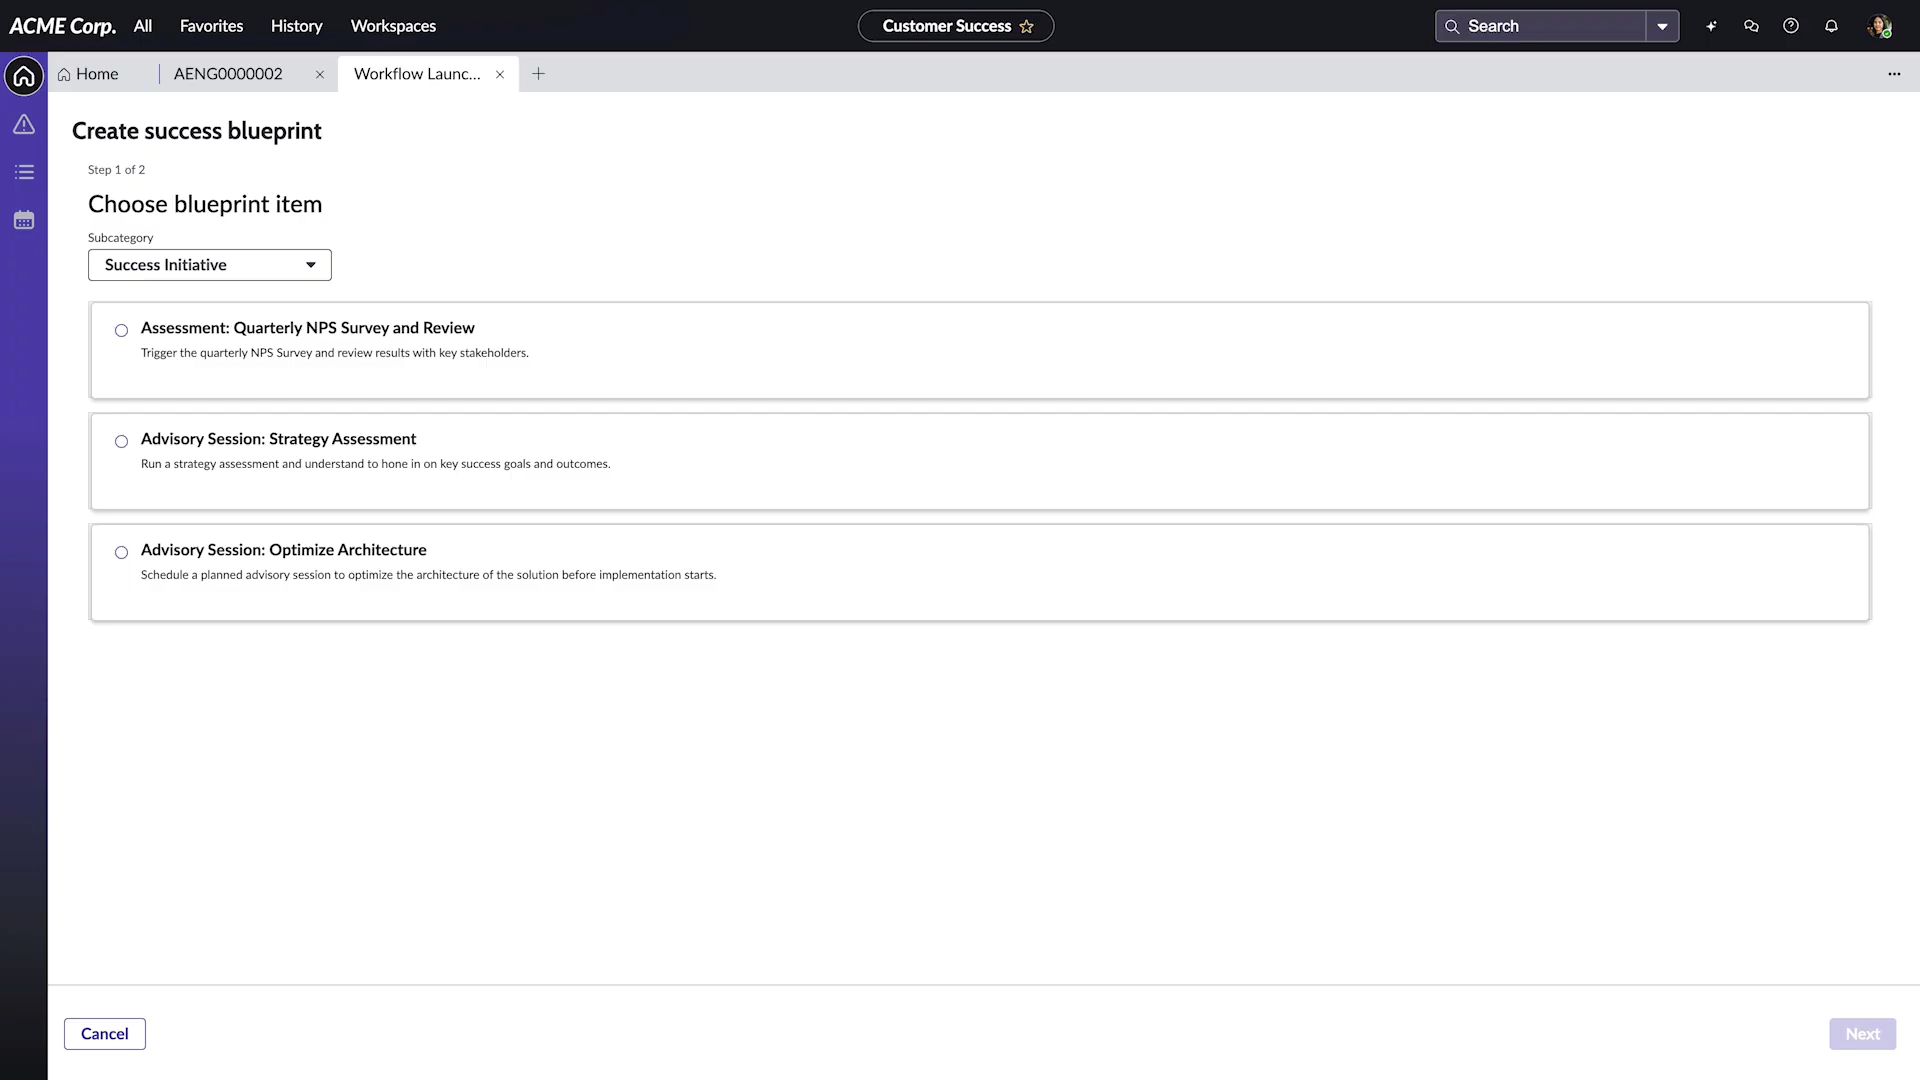 ACME Corp.
All
Favorites
History
Workspaces
Customer Success
Search
Home
AENG0000002
Workflow Launc...
Create success blueprint
Step 1 of 2
Choose blueprint item
Subcategory
Success Initiative
Assessment: Quarterly NPS Survey and Review
Trigger the quarterly NPS Survey and review results with key stakeholders.
Advisory Session: Strategy Assessment
Run a strategy assessment and understand to hone in on key success goals and outcomes.
Advisory Session: Optimize Architecture
Schedule a planned advisory session to optimize the architecture of the solution before implementation starts.
Cancel
Next